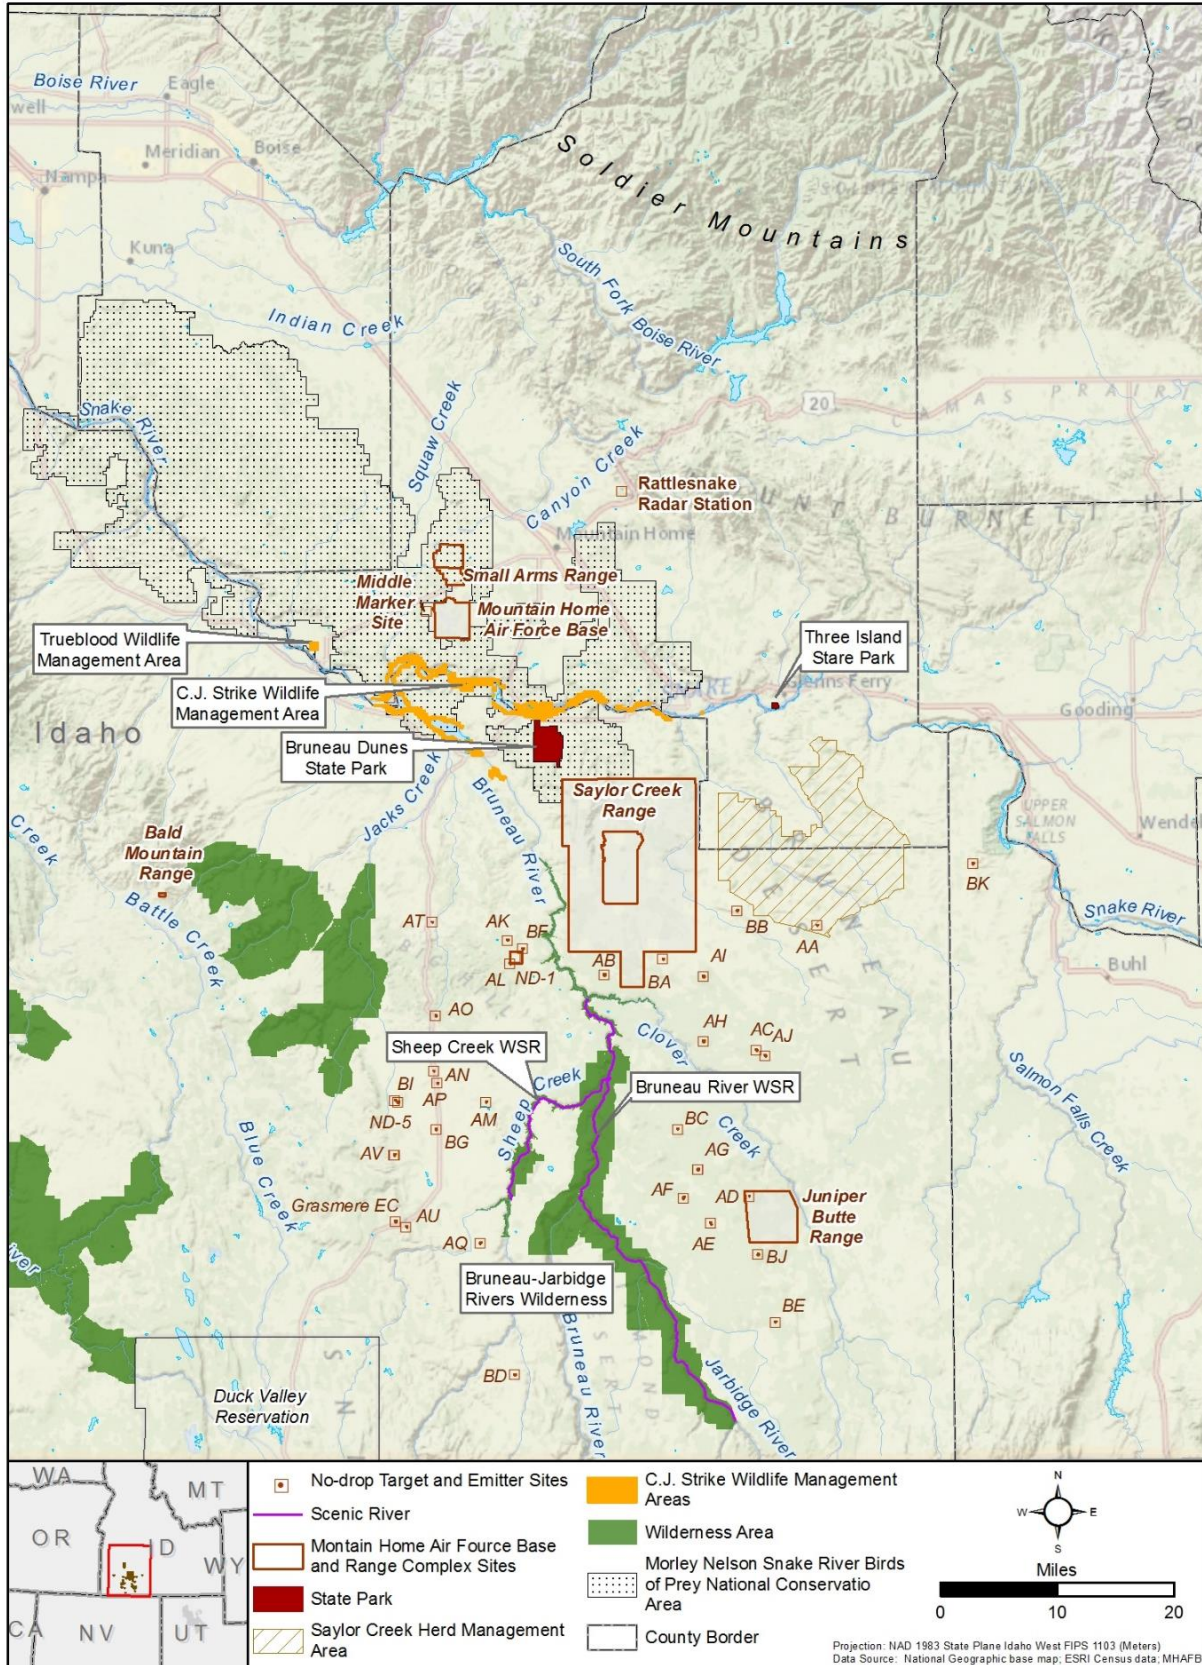 Boise River
Eagle
well
Meridian
Boise
Nampa
Kuna
Soldier Mountains
South Fork Boise River
Indian Creek
Snake River
Squaw Creek
20
CAMAS PRAIRI
Canyon Creek
Rattlesnake
Radar Station
Mountain Home
Small Arms Range
Middle
Marker
Site
Mountain Home
Air Force Base
Trueblood Wildlife
Management Area
Three Island
Stare Park
C.J. Strike Wildlife
Management Area
Glenns Ferry
Gooding
Idaho
Bruneau Dunes
State Park
Jacks Creek
Bruneau River
Saylor Creek
Range
UPPER
SALMON
FALLS
Wendel
Creek
Bald
Mountain
Range
Battle Creek
BK
Snake River
AT
AK
BF
BB
AA
AL
ND-1
AB
BA
AI
Buhl
AO
Clover
Creek
AH
AC
AJ
Sheep Creek WSR
Bruneau River WSR
Salmon Falls Creek
AN
BI
AP
ND-5
AM
Sheep Creek
BG
BC
Blue Creek
AV
AG
AF
AD
Juniper
Butte
Range
Grasmere EC
AU
AE
AQ
BJ
River
Bruneau-Jarbidge
Rivers Wilderness
BE
Bruneau River
Jarbidge River
BD
Duck Valley
Reservation
WA
MT
OR
ID
WY
CA
NV
UT
No-drop Target and Emitter Sites
Scenic River
Montain Home Air Fource Base
and Range Complex Sites
State Park
Saylor Creek Herd Management
Area
C.J. Strike Wildlife Management
Areas
Wilderness Area
Morley Nelson Snake River Birds
of Prey National Conservatio
Area
County Border
N
W
E
S
Miles
0
10
20
Projection: NAD 1983 State Plane Idaho West FIPS 1103 (Meters)
Data Source: National Geographic base map; ESRI Census data; MHAFB